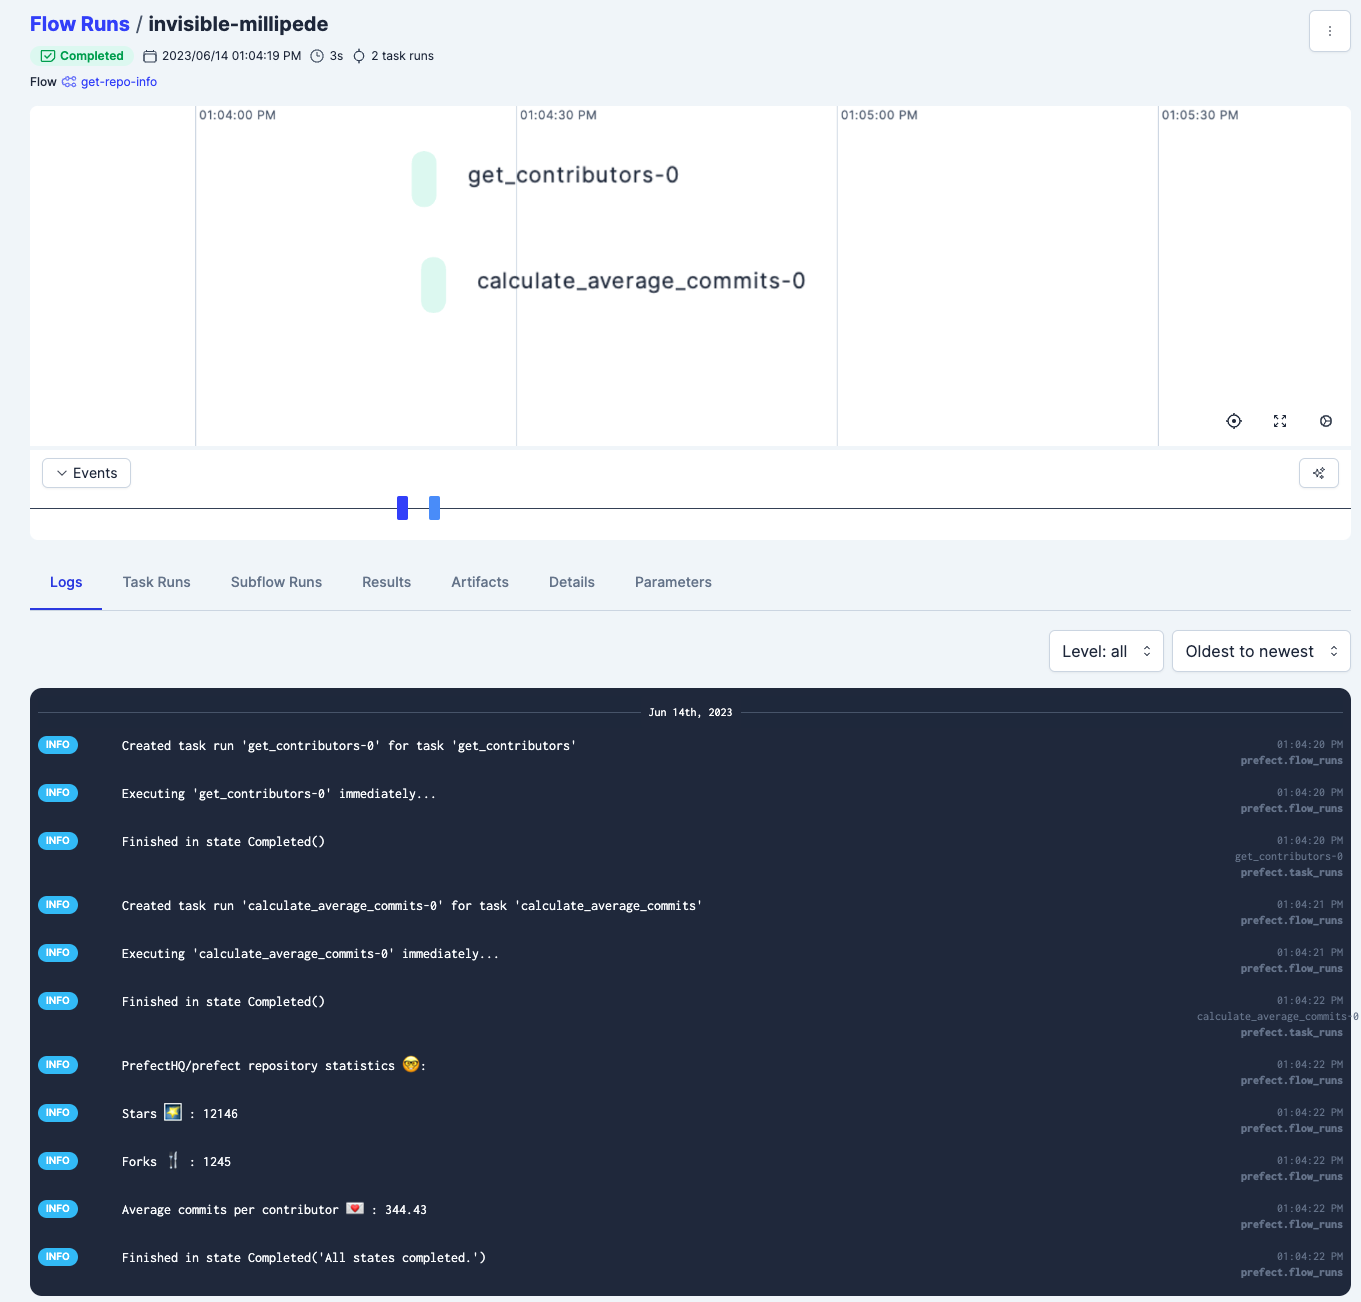 Flow Runs / invisible-millipede
Completed 2023/06/14 01:04:19 PM 3s 2 task runs
Flow get-repo-info
01:04:00 PM 01:04:30 PM 01:05:00 PM 01:05:30 PM
get_contributors-0
calculate_average_commits-0
Events
Logs Task Runs Subflow Runs Results Artifacts Details Parameters
Level: all Oldest to newest
Jun 14th, 2023
INFO Created task run 'get_contributors-0' for task 'get_contributors' 01:04:20 PM
prefect.flow_runs
INFO Executing 'get_contributors-0' immediately... 01:04:20 PM
prefect.flow_runs
INFO Finished in state Completed() 01:04:20 PM
get_contributors-0
prefect.task_runs
INFO Created task run 'calculate_average_commits-0' for task 'calculate_average_commits' 01:04:21 PM
prefect.flow_runs
INFO Executing 'calculate_average_commits-0' immediately... 01:04:21 PM
prefect.flow_runs
INFO Finished in state Completed() 01:04:22 PM
calculate_average_commits-0
prefect.task_runs
INFO PrefectHQ/prefect repository statistics 🤓: 01:04:22 PM
prefect.flow_runs
INFO Stars 🌠 : 12146 01:04:22 PM
prefect.flow_runs
INFO Forks 🍴 : 1245 01:04:22 PM
prefect.flow_runs
INFO Average commits per contributor 💌 : 344.43 01:04:22 PM
prefect.flow_runs
INFO Finished in state Completed('All states completed.') 01:04:22 PM
prefect.flow_runs